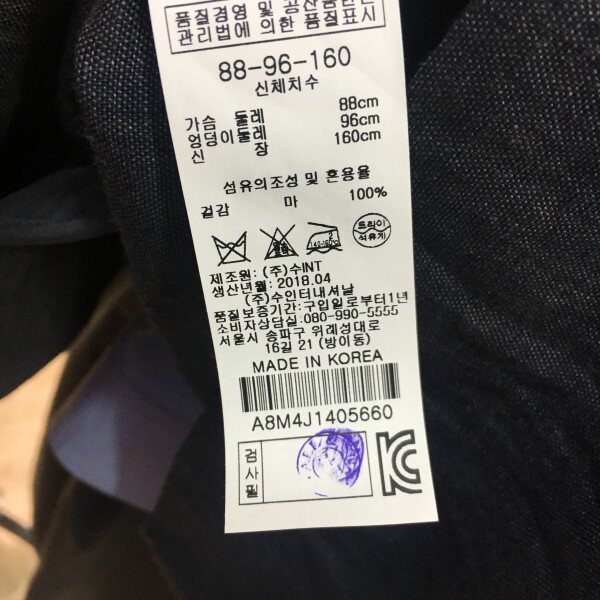 품질경영 및 공산품안전
관리법에 의한 품질표시
88-96-160
신체치수
가슴 둘레 88cm
엉덩이둘레 96cm
신 장 160cm
섬유의조성 및 혼용율
겉감 마 100%
드라이
석유계
제조원: (주)수INT
생산년월: 2018.04
(주)수인터내셔날
품질보증기간: 구입일로부터1년
소비자상담실.080-990-5555
서울시 송파구 위례성대로
16길 21 (방이동)
MADE IN KOREA
A8M4J1405660
검사필